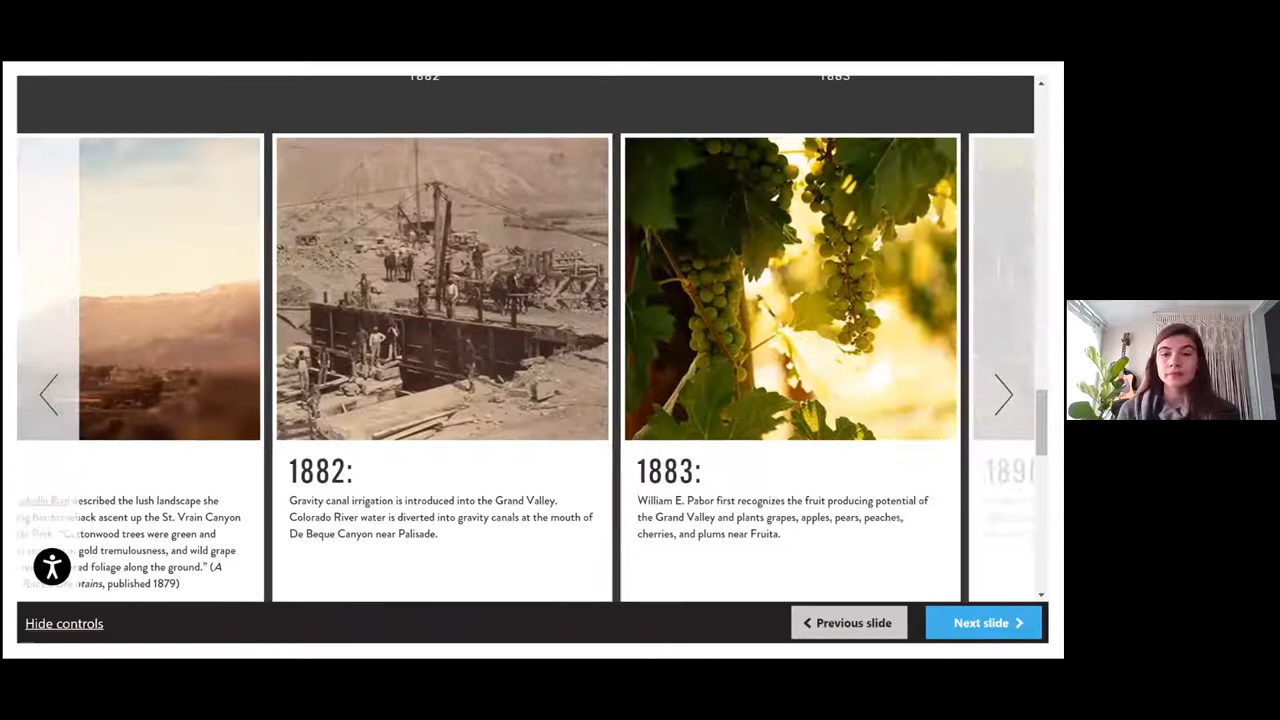 1882
1883
1882:
Gravity canal irrigation is introduced into the Grand Valley.
Colorado River water is diverted into gravity canals at the mouth of
De Beque Canyon near Palisade.
1883:
William E. Pabor first recognizes the fruit producing potential of
the Grand Valley and plants grapes, apples, pears, peaches,
cherries, and plums near Fruita.
described the lush landscape she
ascent up the St. Vrain Canyon
were green and
gold tremulousness, and wild grape
foliage along the ground." (A
published 1879)
189
Hide controls
Previous slide
Next slide